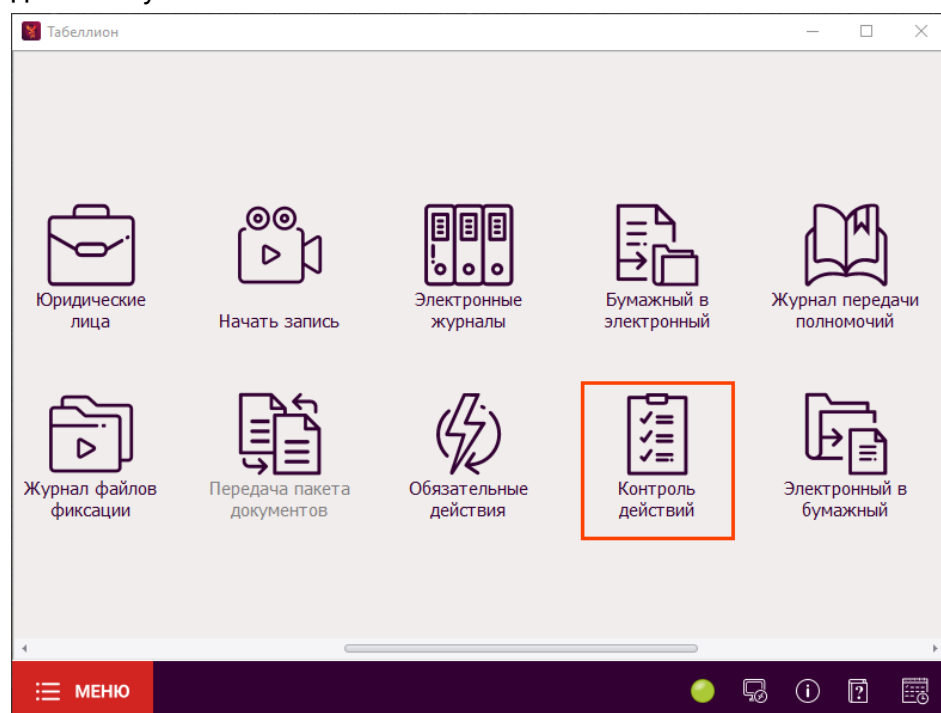 Табеллион
Юридические
лица
Начать запись
Электронные
журналы
Бумажный в
электронный
Журнал передачи
полномочий
Журнал файлов
фиксации
Передача пакета
документов
Обязательные
действия
Контроль
действий
Электронный в
бумажный
МЕНЮ